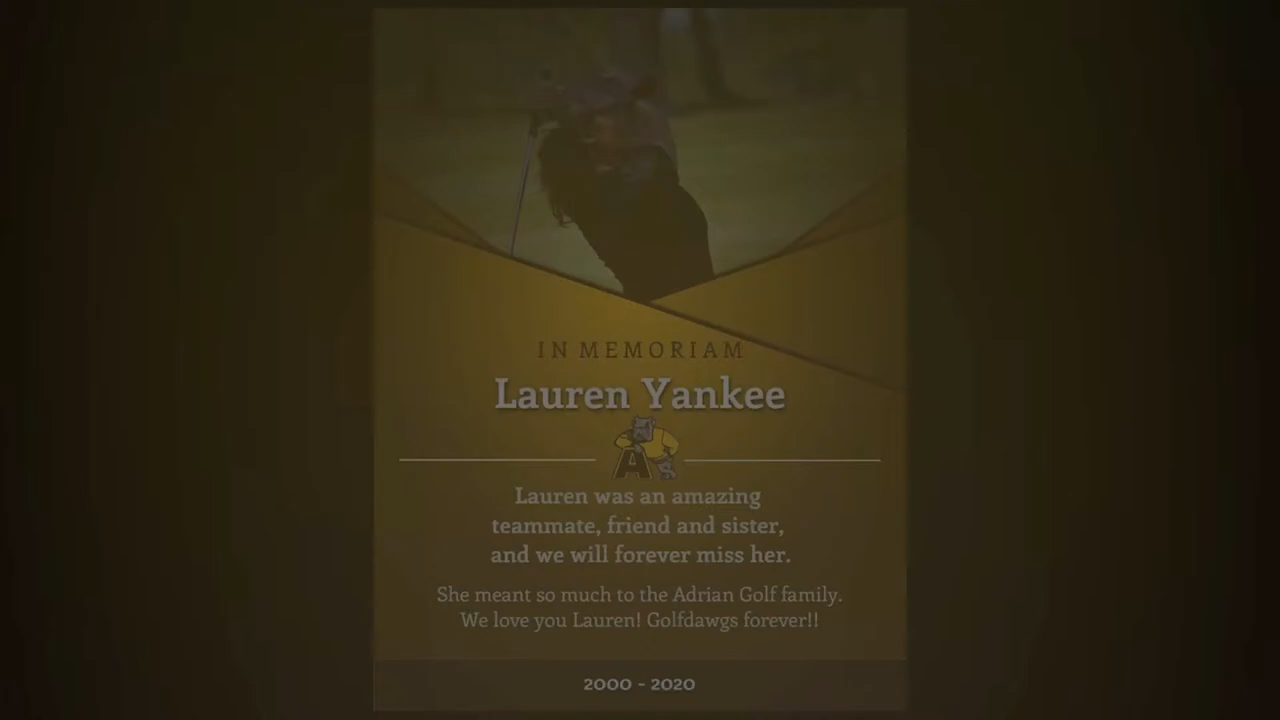 IN MEMORIAM
Lauren Yankee
A
Lauren was an amazing
teammate, friend and sister,
and we will forever miss her.
She meant so much to the Adrian Golf family.
We love you Lauren! Golfdawgs forever!!
2000 - 2020